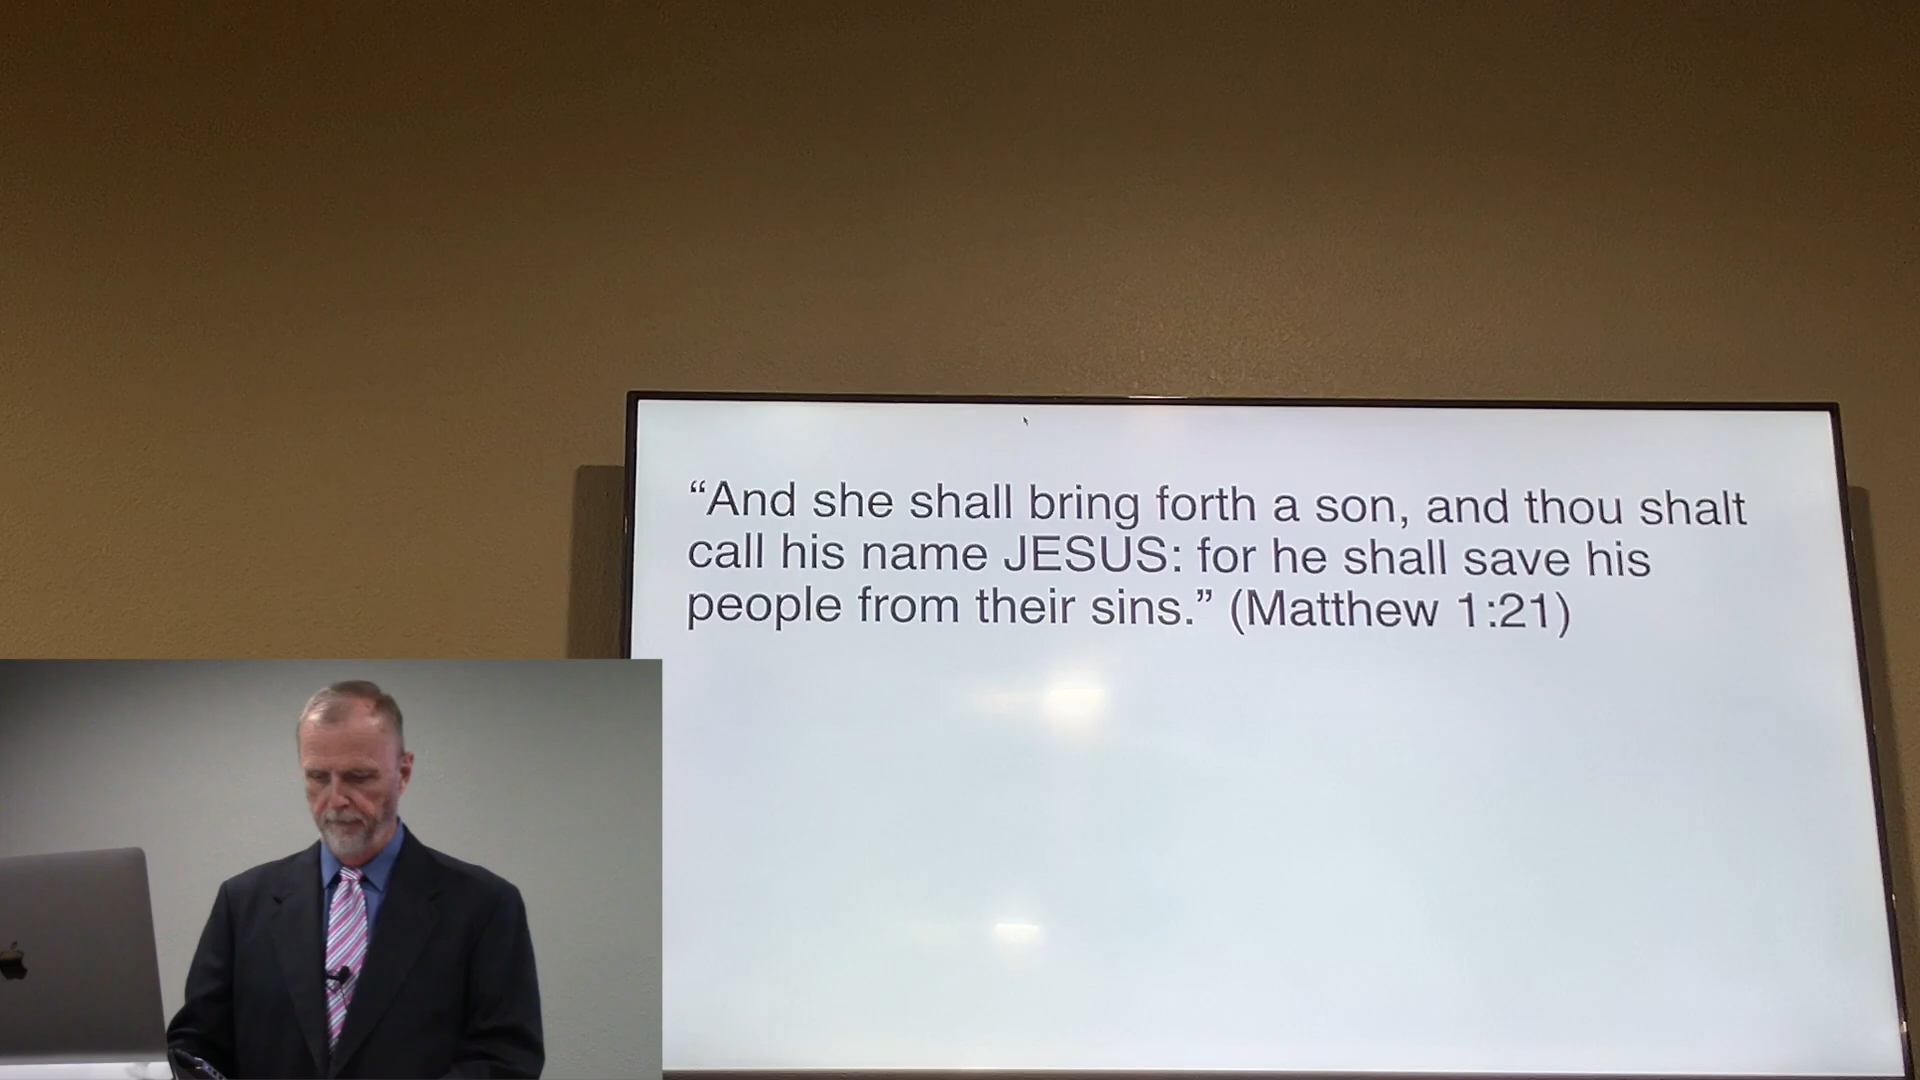 “And she shall bring forth a son, and thou shalt
call his name JESUS: for he shall save his
people from their sins.” (Matthew 1:21)